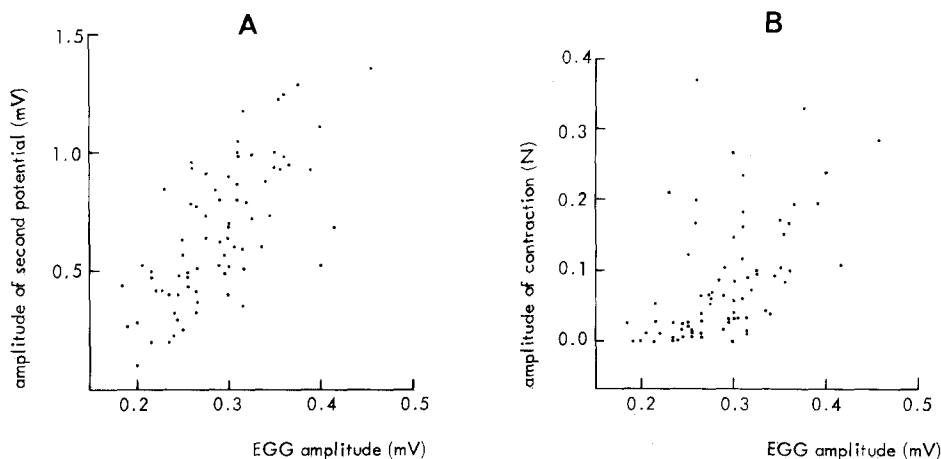 A
1.5
1.0
0.5
0.2 0.3 0.4 0.5
amplitude of second potential (mV)
EGG amplitude (mV)
B
0.4
0.3
0.2
0.1
0.0
0.2 0.3 0.4 0.5
amplitude of contraction (N)
EGG amplitude (mV)